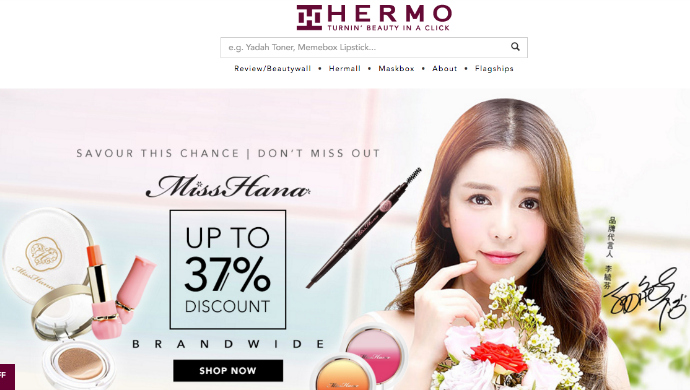 HERMO
TURNIN' BEAUTY IN A CLICK
e.g. Yadah Toner, Memebox Lipstick...
Review/Beautywall • Hermall • Maskbox • About • Flagships
SAVOUR THIS CHANCE | DON'T MISS OUT
MissHana
UP TO
37%
DISCOUNT
BRANDWIDE
SHOP NOW
品牌代言人 李毓芬
FF